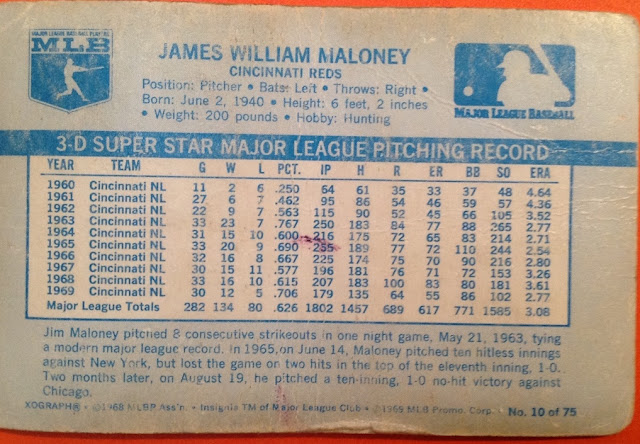 MAJOR LEAGUE BASEBALL PLAYERS
MLB
JAMES WILLIAM MALONEY
CINCINNATI REDS
Position: Pitcher • Bats: Left • Throws: Right •
Born: June 2, 1940 • Height: 6 feet, 2 inches
• Weight: 200 pounds • Hobby: Hunting
MAJOR LEAGUE BASEBALL
3-D SUPER STAR MAJOR LEAGUE PITCHING RECORD
YEAR TEAM G W L PCT. IP H R ER BB SO ERA
1960 Cincinnati NL 11 2 6 .250 64 61 35 33 37 48 4.64
1961 Cincinnati NL 27 6 7 .462 95 86 54 46 59 57 4.36
1962 Cincinnati NL 22 9 7 .563 115 90 52 45 66 105 3.52
1963 Cincinnati NL 33 23 7 .767 250 183 84 77 88 265 2.77
1964 Cincinnati NL 31 15 10 .600 216 175 72 65 83 214 2.71
1965 Cincinnati NL 33 20 9 .690 255 189 77 72 110 244 2.54
1966 Cincinnati NL 32 16 8 .667 225 174 75 70 90 216 2.80
1967 Cincinnati NL 30 15 11 .577 196 181 76 71 72 153 3.26
1968 Cincinnati NL 33 16 10 .615 207 183 100 83 80 181 3.61
1969 Cincinnati NL 30 12 5 .706 179 135 64 55 86 102 2.77
Major League Totals 282 134 80 .626 1802 1457 689 617 771 1585 3.08
Jim Maloney pitched 8 consecutive strikeouts in one night game, May 21, 1963, tying
a modern major league record. In 1965, on June 14, Maloney pitched ten hitless innings
against New York, but lost the game on two hits in the top of the eleventh inning, 1-0.
Two months later, on August 19, he pitched a ten-inning, 1-0 no-hit victory against
Chicago.
XOGRAPH® • ©1968 MLBP Ass'n. • Insignia TM of Major League Club • ©1969 MLB Promo. Corp. No. 10 of 75